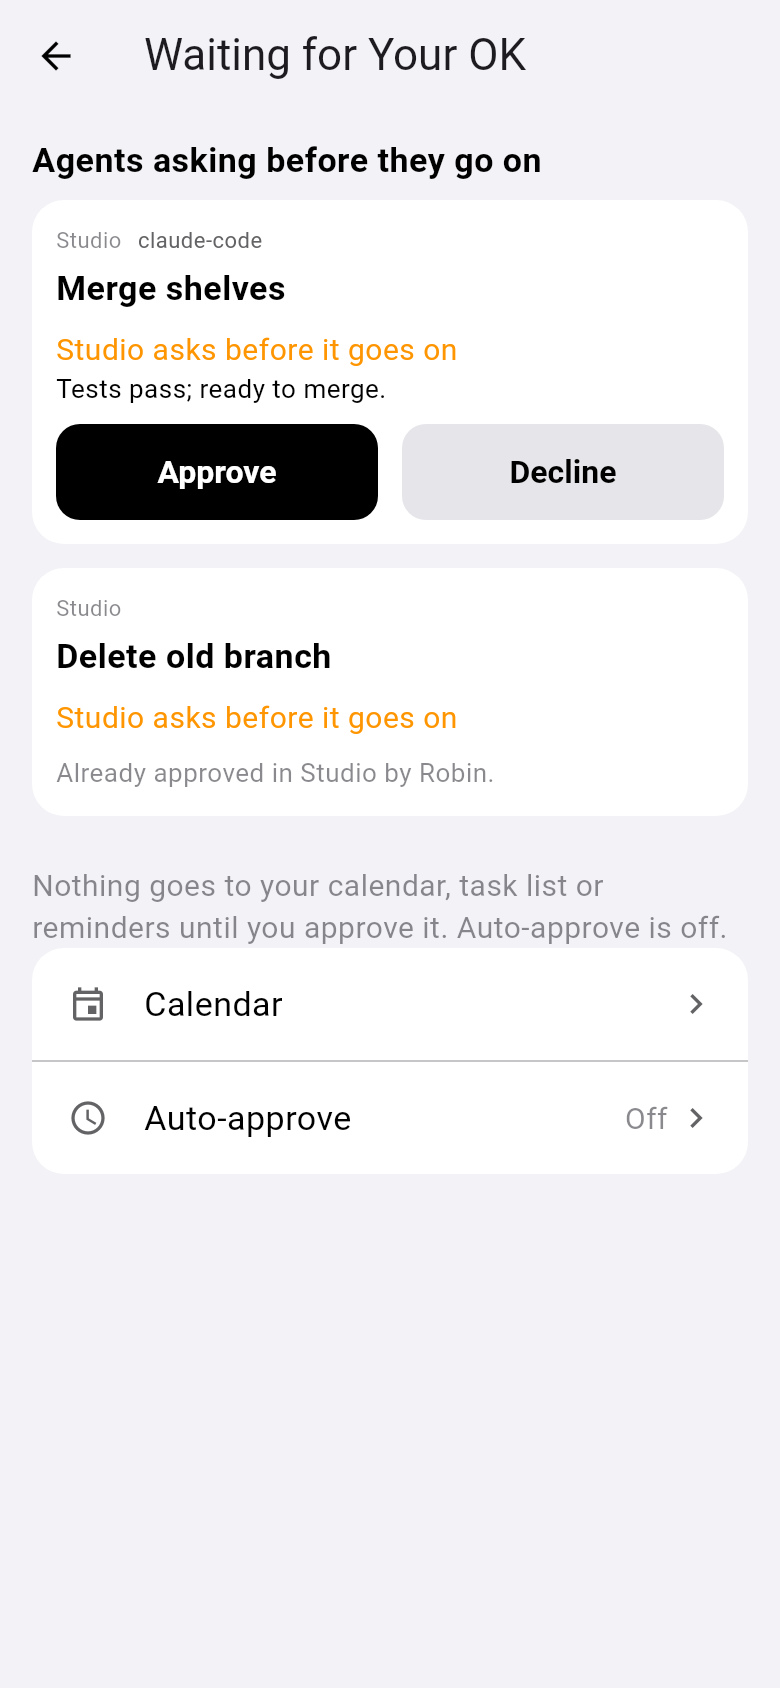 Waiting for Your OK
Agents asking before they go on
Studio claude-code
Merge shelves
Studio asks before it goes on
Tests pass; ready to merge.
Approve Decline
Studio
Delete old branch
Studio asks before it goes on
Already approved in Studio by Robin.
Nothing goes to your calendar, task list or
reminders until you approve it. Auto-approve is off.
Calendar
Auto-approve Off